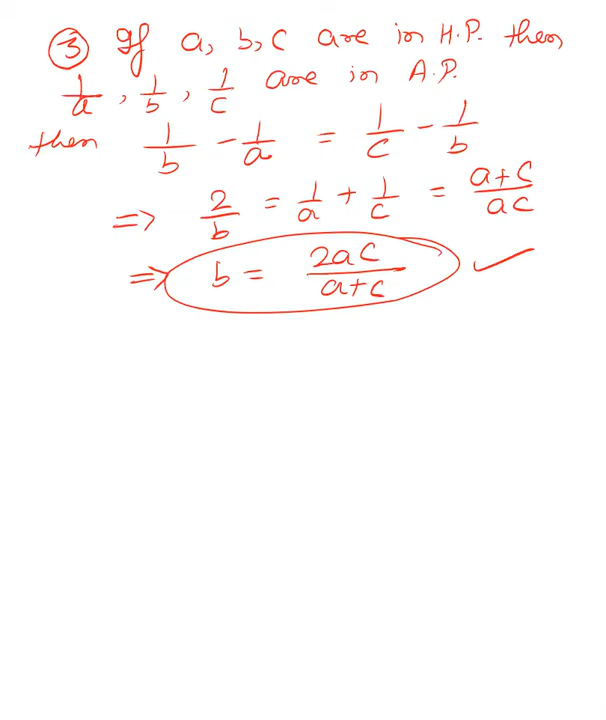 ③ If a, b, c are in H.P. then
1/a, 1/b, 1/c are in A.P.
then 1/b - 1/a = 1/c - 1/b
=> 2/b = 1/a + 1/c = a+c/ac
=> b = 2ac/a+c ✓